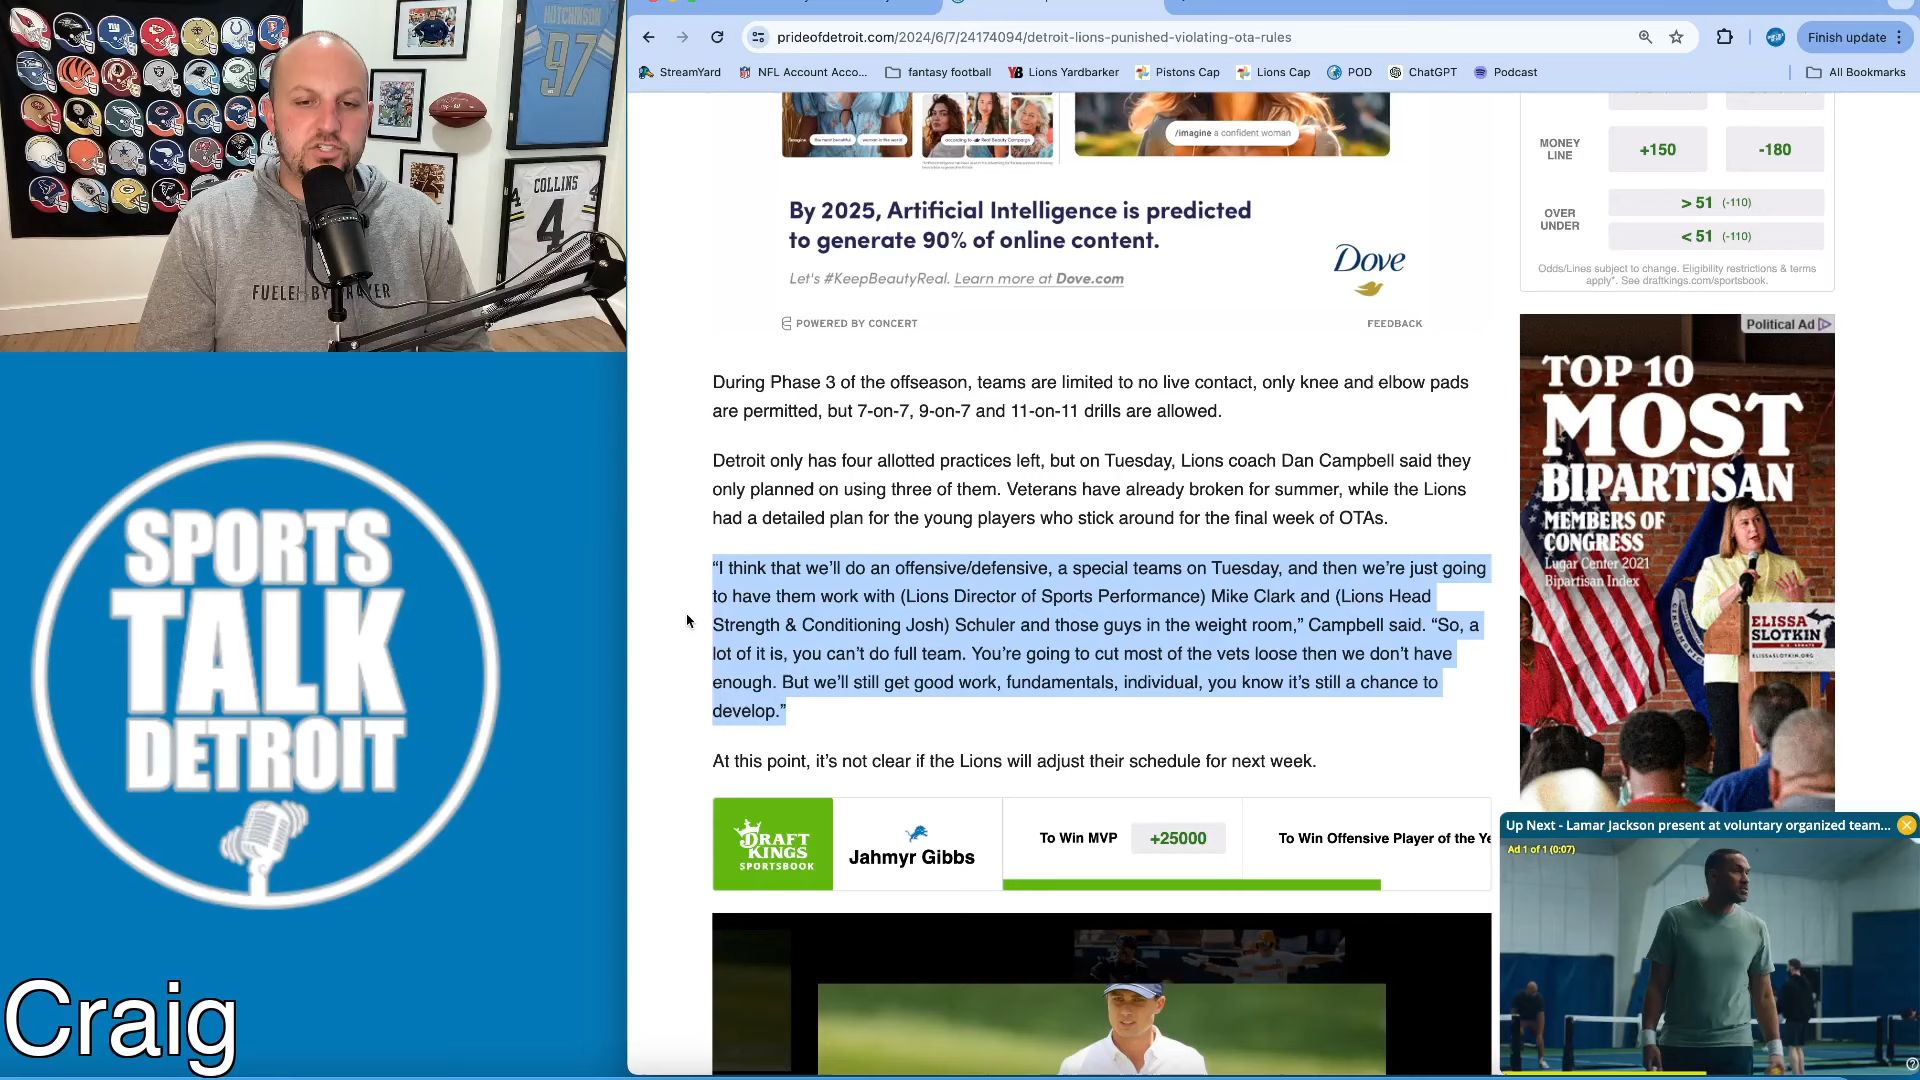 HUTCHINSON
97
COLLINS
4
FUELED BY PRAYER
SPORTS
TALK
DETROIT
Craig
prideofdetroit.com/2024/6/7/24174094/detroit-lions-punished-violating-ota-rules
Finish update
StreamYard
NFL Account Acco...
fantasy football
Lions Yardbarker
Pistons Cap
Lions Cap
POD
ChatGPT
Podcast
All Bookmarks
/imagine a confident woman
By 2025, Artificial Intelligence is predicted
to generate 90% of online content.
Let's #KeepBeautyReal. Learn more at Dove.com
Dove
POWERED BY CONCERT
FEEDBACK
During Phase 3 of the offseason, teams are limited to no live contact, only knee and elbow pads
are permitted, but 7-on-7, 9-on-7 and 11-on-11 drills are allowed.
Detroit only has four allotted practices left, but on Tuesday, Lions coach Dan Campbell said they
only planned on using three of them. Veterans have already broken for summer, while the Lions
had a detailed plan for the young players who stick around for the final week of OTAs.
“I think that we’ll do an offensive/defensive, a special teams on Tuesday, and then we’re just going
to have them work with (Lions Director of Sports Performance) Mike Clark and (Lions Head
Strength & Conditioning Josh) Schuler and those guys in the weight room,” Campbell said. “So, a
lot of it is, you can’t do full team. You’re going to cut most of the vets loose then we don’t have
enough. But we’ll still get good work, fundamentals, individual, you know it’s still a chance to
develop.”
At this point, it’s not clear if the Lions will adjust their schedule for next week.
DRAFT
KINGS
SPORTSBOOK
Jahmyr Gibbs
To Win MVP
+25000
To Win Offensive Player of the Ye
MONEY
LINE
+150
-180
OVER
UNDER
> 51 (-110)
< 51 (-110)
Odds/Lines subject to change. Eligibility restrictions & terms
apply*. See draftkings.com/sportsbook.
Political Ad
TOP 10
MOST
BIPARTISAN
MEMBERS OF
CONGRESS
Lugar Center 2021
Bipartisan Index
ELISSA
SLOTKIN
U.S. SENATE
ELISSASLOTKIN.ORG
Up Next - Lamar Jackson present at voluntary organized team...
Ad 1 of 1 (0:07)